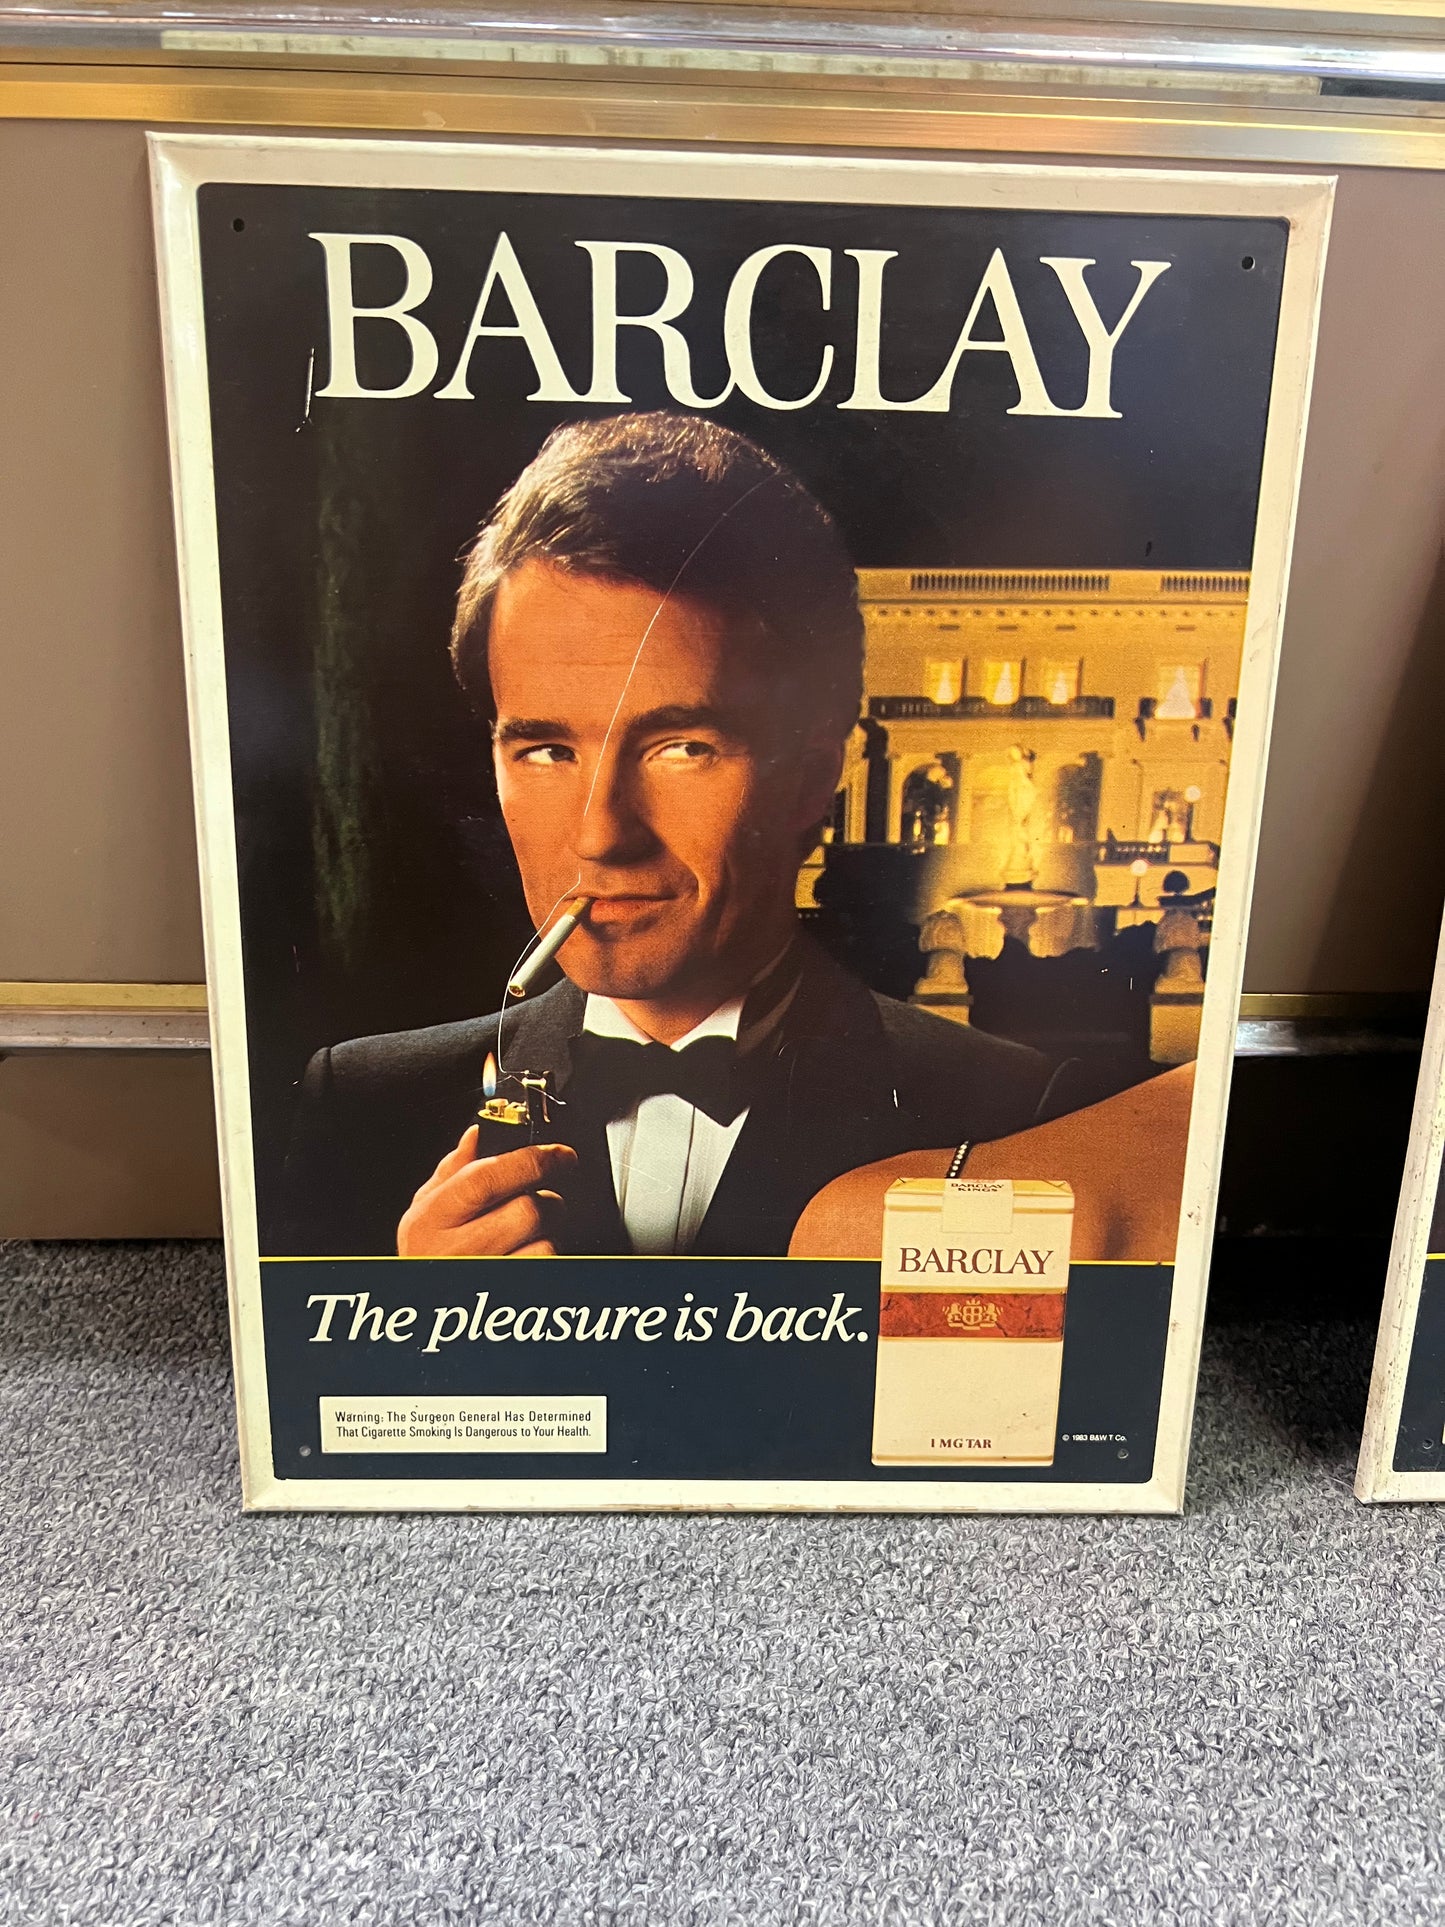 BARCLAY
The pleasure is back.
BARCLAY
KINGS
BARCLAY
1 MG TAR
Warning: The Surgeon General Has Determined
That Cigarette Smoking Is Dangerous to Your Health.
© 1983 B&W T Co.